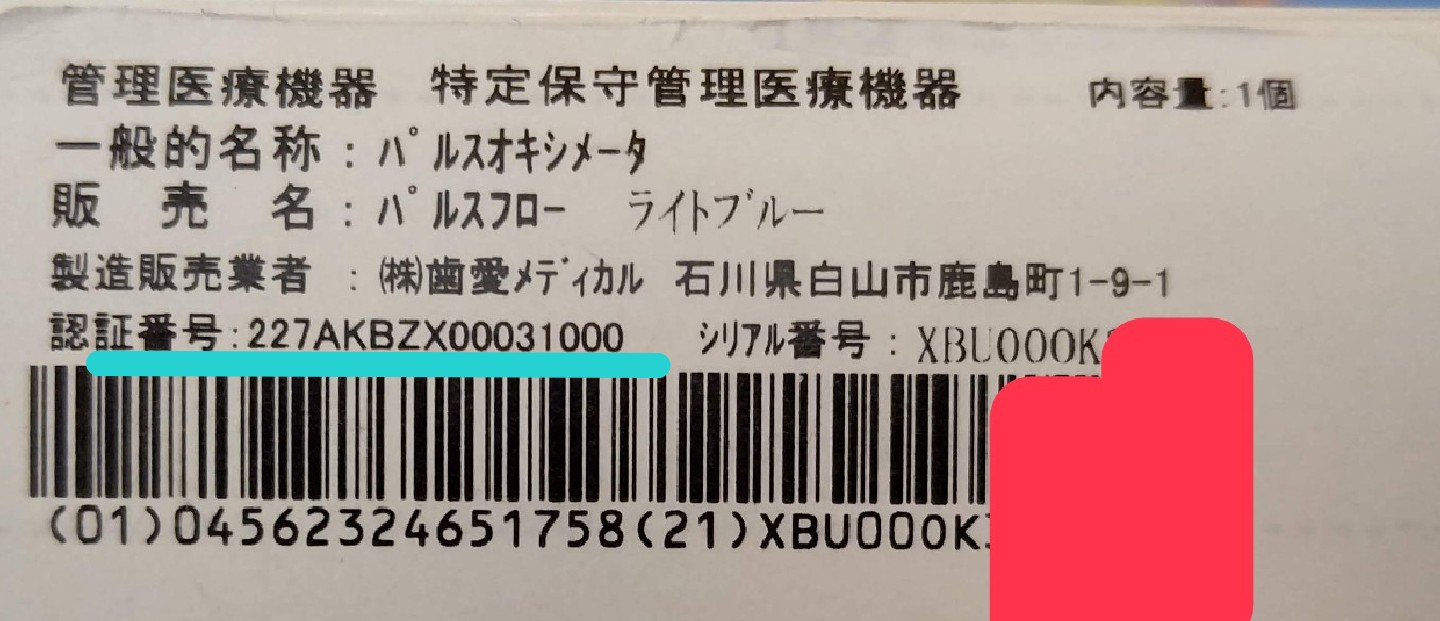 管理医療機器　特定保守管理医療機器　内容量:1個
一般的名称：ﾊﾟﾙｽｵｷｼﾒｰﾀ
販　売　名：ﾊﾟﾙｽﾌﾛｰ　ﾗｲﾄﾌﾞﾙｰ
製造販売業者　：㈱歯愛ﾒﾃﾞｨｶﾙ　石川県白山市鹿島町1-9-1
認証番号:227AKBZX00031000　ｼﾘｱﾙ番号：XBU000K
(01)04562324651758(21)XBU000K